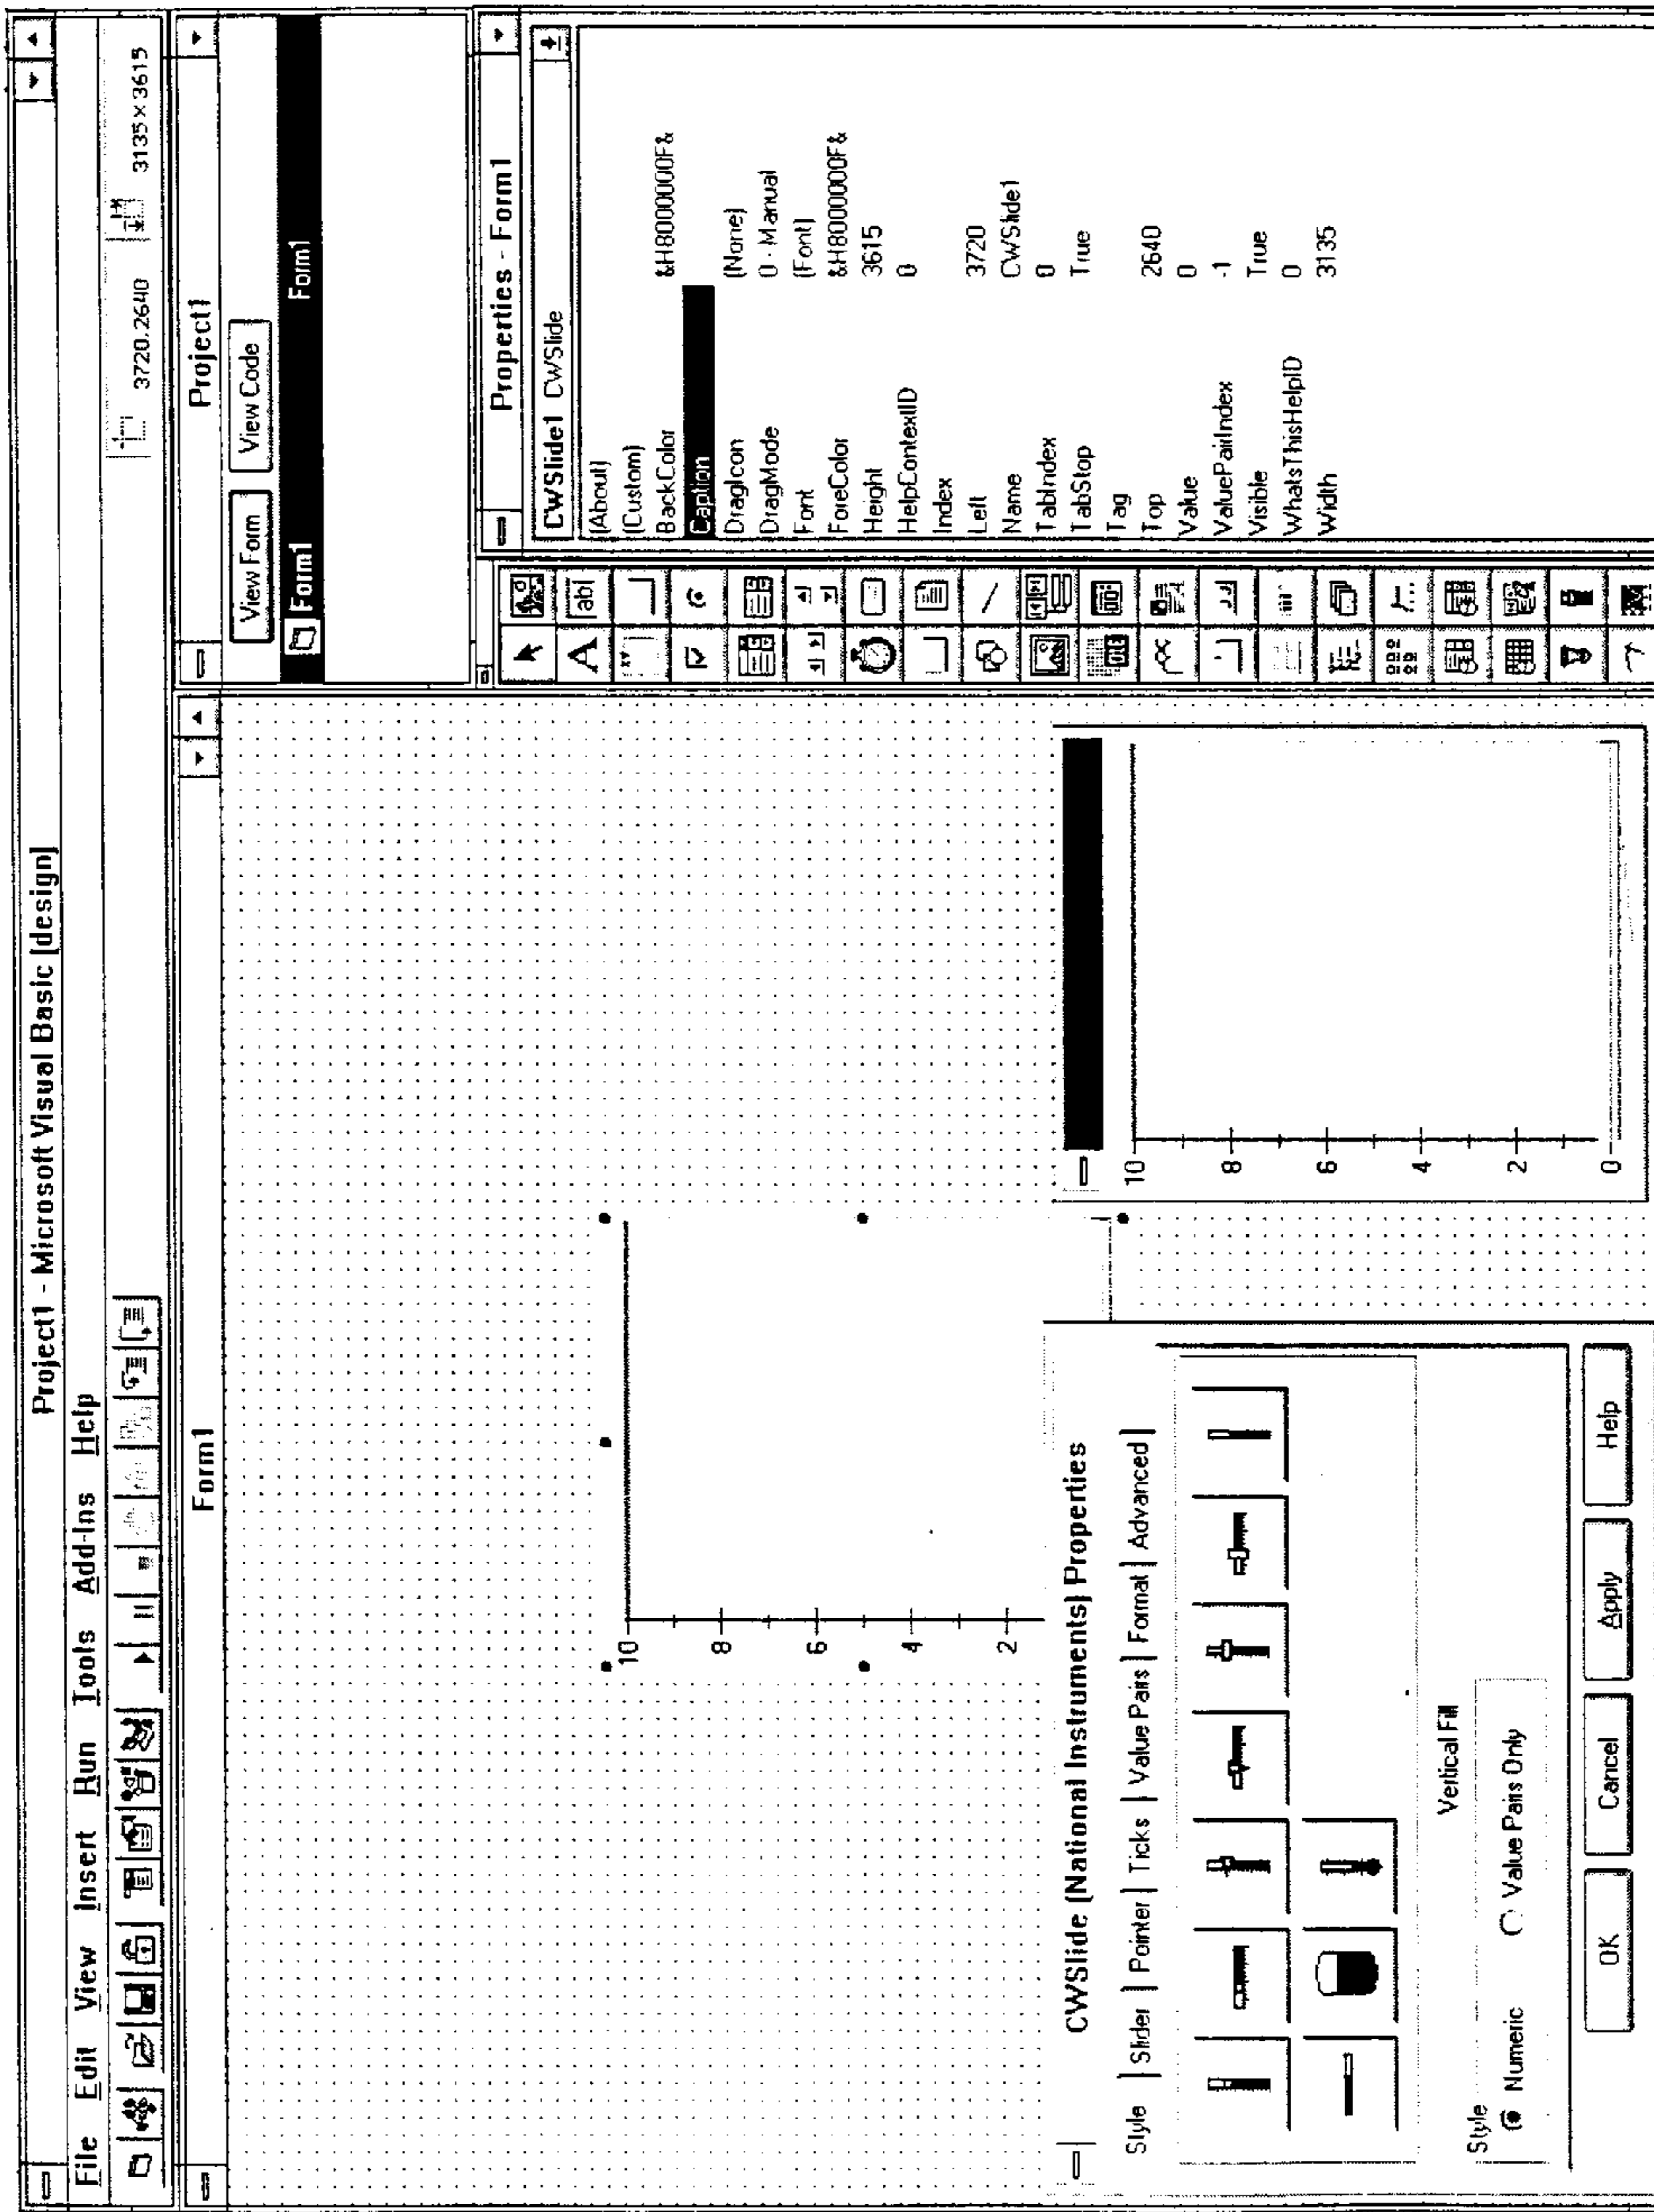 Project1 - Microsoft Visual Basic [design]
File Edit View Insert Run Tools Add-Ins Help
3720,2640 3135 × 3615
Form1
10
8
6
4
2
CWSlide (National Instruments) Properties
Style Slider Pointer Ticks Value Pairs Format Advanced
Vertical Fill
Style
Numeric Value Pairs Only
OK Cancel Apply Help
10
8
6
4
2
0
Project1
View Form View Code
Form1 Form1
Properties - Form1
CWSlide1 CWSlide
(About)
(Custom)
BackColor &H8000000F&
Caption
DragIcon (None)
DragMode 0 - Manual
Font (Font)
ForeColor &H8000000F&
Height 3615
HelpContextID 0
Index
Left 3720
Name CWSlide1
TabIndex 0
TabStop True
Tag
Top 2640
Value 0
ValuePairIndex -1
Visible True
WhatsThisHelpID 0
Width 3135
A abl